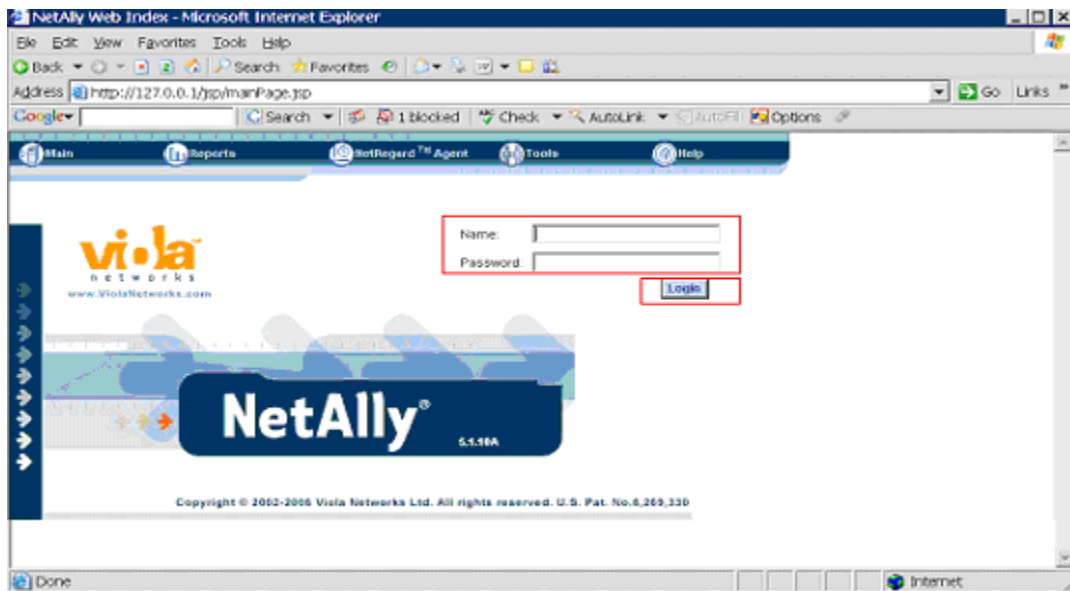 NetAlly Web Index - Microsoft Internet Explorer
File Edit View Favorites Tools Help
Back Search Favorites
Address http://127.0.0.1/jsp/mainPage.jsp Go Links »
Google Search 1 blocked Check AutoLink AutoFill Options
Main Reports NetRegard TM Agent Tools Help
Name:
viola
networks
Password:
www.ViolaNetworks.com
Login
NetAlly®
5.1.10A
Copyright © 2002-2006 Viola Networks Ltd. All rights reserved. U.S. Pat. No.6,269,330
Done Internet